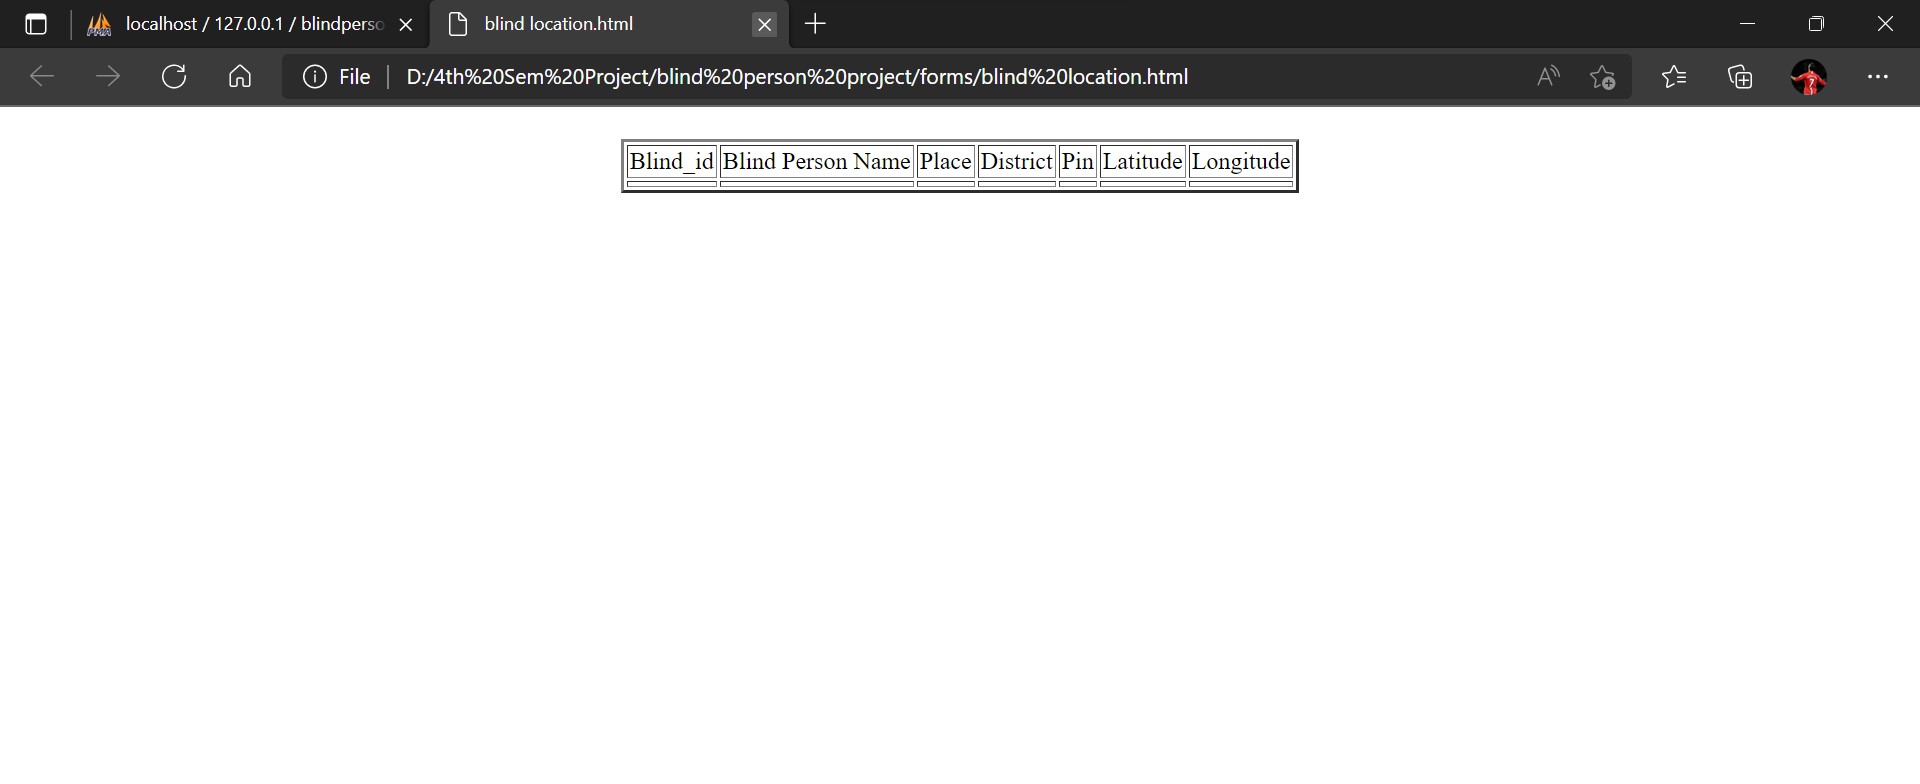 localhost / 127.0.0.1 / blindperso
blind location.html
File D:/4th%20Sem%20Project/blind%20person%20project/forms/blind%20location.html
Blind_id Blind Person Name Place District Pin Latitude Longitude